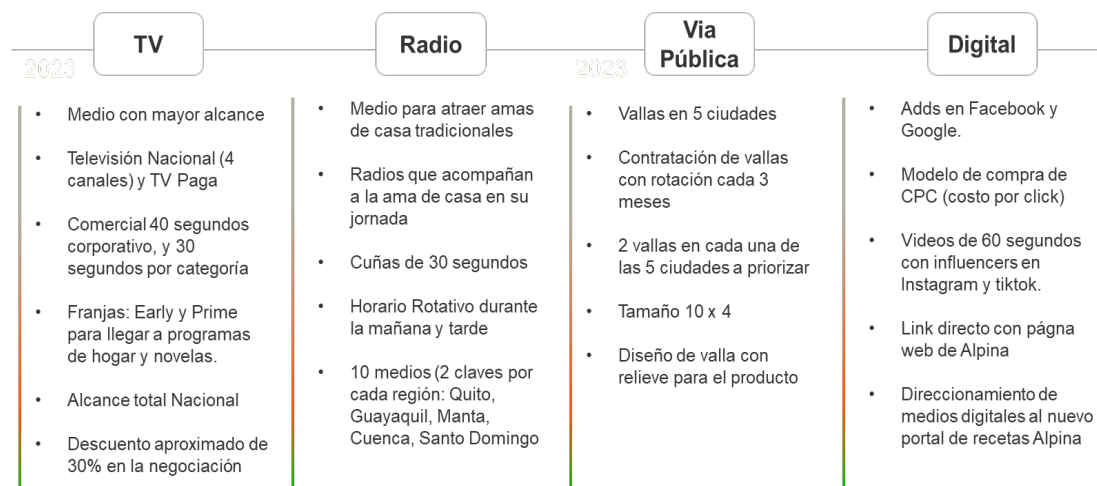 TV
2023
• Medio con mayor alcance
• Televisión Nacional (4
canales) y TV Paga
• Comercial 40 segundos
corporativo, y 30
segundos por categoría
• Franjas: Early y Prime
para llegar a programas
de hogar y novelas.
• Alcance total Nacional
• Descuento aproximado de
30% en la negociación
Radio
• Medio para atraer amas
de casa tradicionales
• Radios que acompañan
a la ama de casa en su
jornada
• Cuñas de 30 segundos
• Horario Rotativo durante
la mañana y tarde
• 10 medios (2 claves por
cada región: Quito,
Guayaquil, Manta,
Cuenca, Santo Domingo
Via
Pública
2023
• Vallas en 5 ciudades
• Contratación de vallas
con rotación cada 3
meses
• 2 vallas en cada una de
las 5 ciudades a priorizar
• Tamaño 10 x 4
• Diseño de valla con
relieve para el producto
Digital
• Adds en Facebook y
Google.
• Modelo de compra de
CPC (costo por click)
• Videos de 60 segundos
con influencers en
Instagram y tiktok.
• Link directo con págna
web de Alpina
• Direccionamiento de
medios digitales al nuevo
portal de recetas Alpina